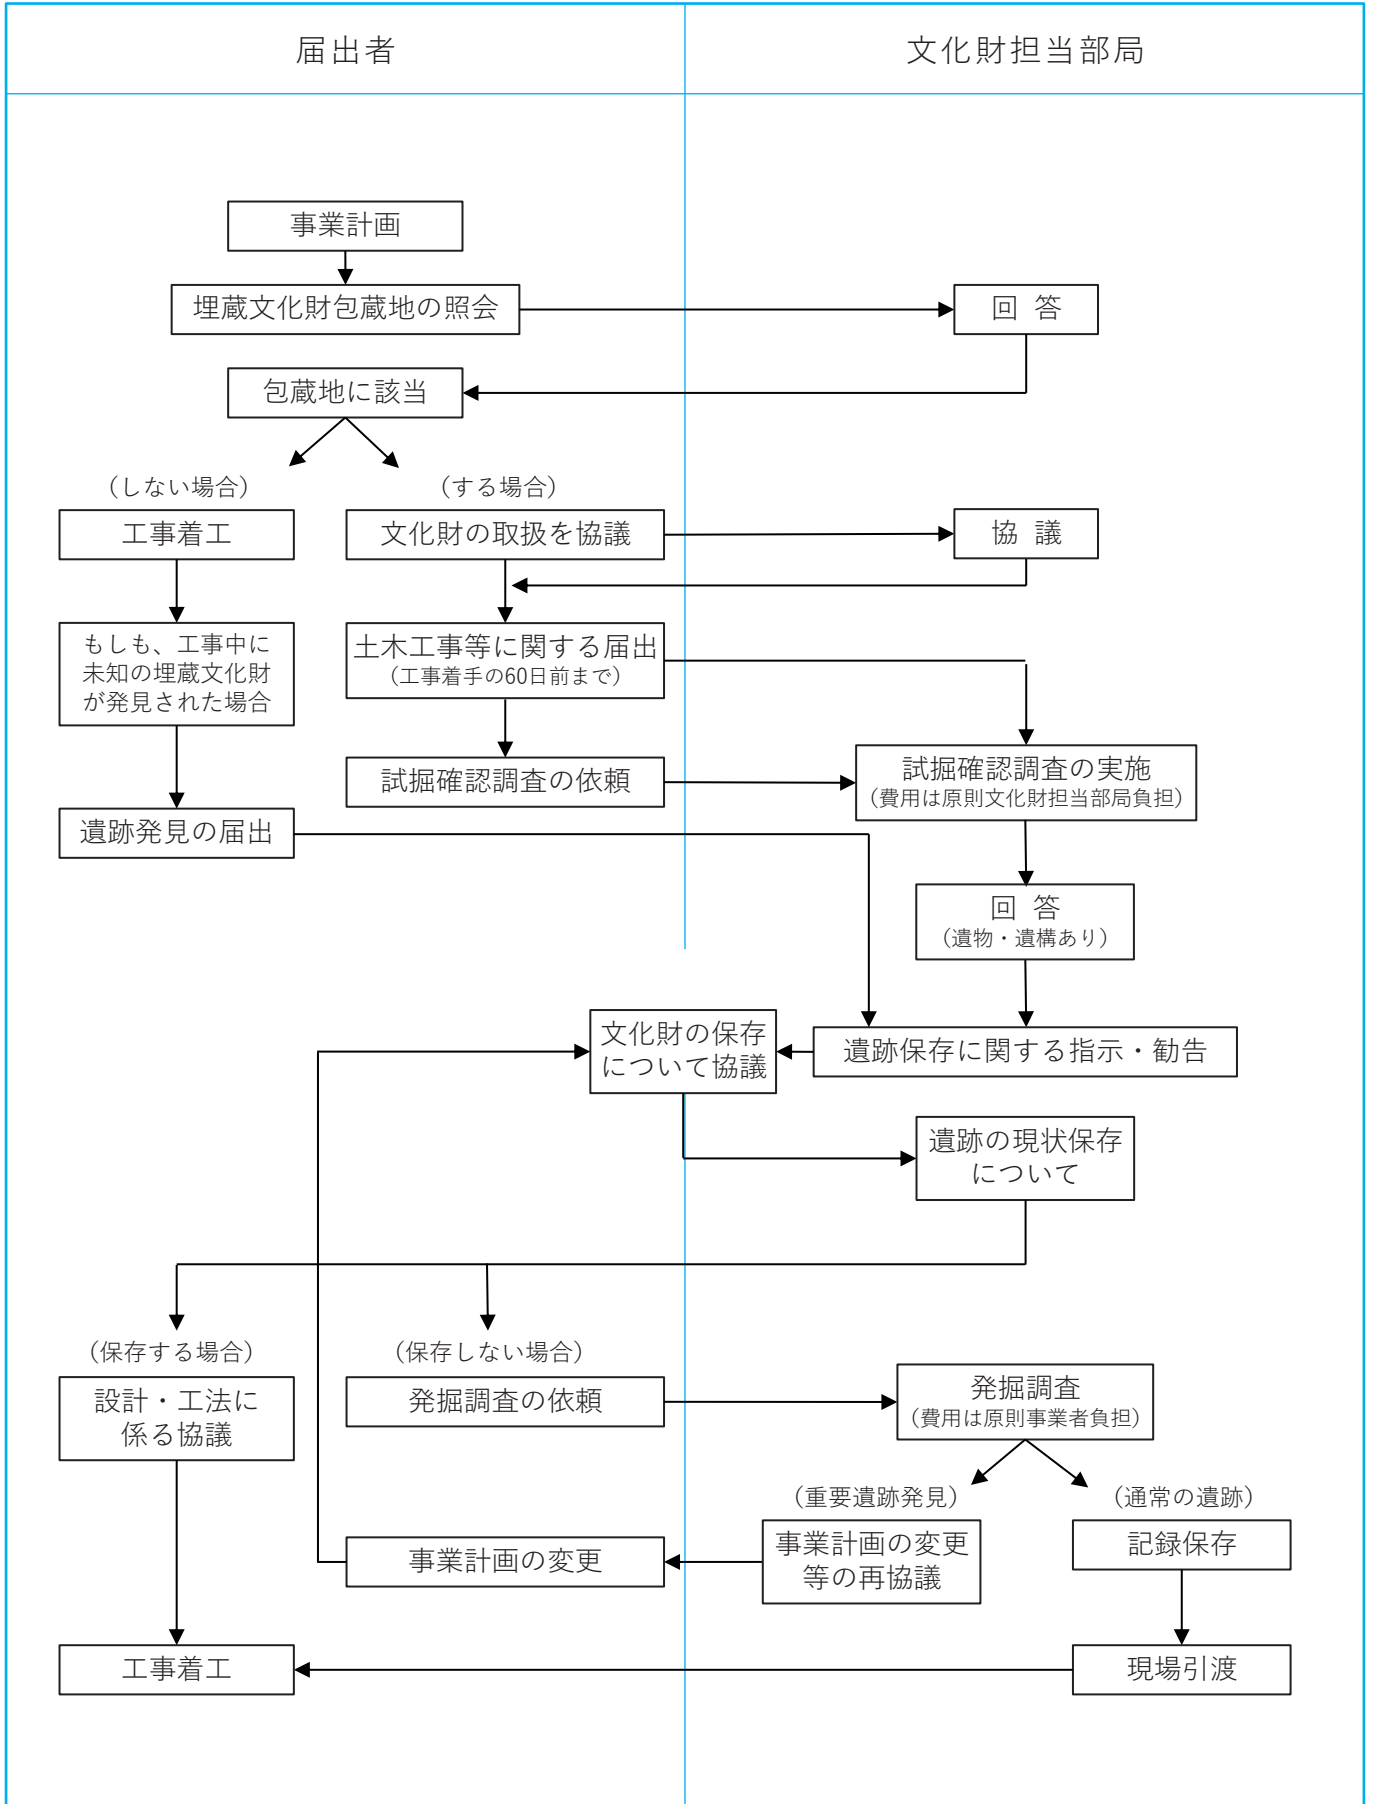 届出者
文化財担当部局
事業計画
埋蔵文化財包蔵地の照会
回 答
包蔵地に該当
（しない場合）
（する場合）
工事着工
文化財の取扱を協議
協 議
もしも、工事中に
未知の埋蔵文化財
が発見された場合
土木工事等に関する届出
（工事着手の60日前まで）
試掘確認調査の依頼
試掘確認調査の実施
（費用は原則文化財担当部局負担）
遺跡発見の届出
回 答
（遺物・遺構あり）
文化財の保存
について協議
遺跡保存に関する指示・勧告
遺跡の現状保存
について
（保存する場合）
（保存しない場合）
設計・工法に
係る協議
発掘調査の依頼
発掘調査
（費用は原則事業者負担）
（重要遺跡発見）
（通常の遺跡）
事業計画の変更
事業計画の変更
等の再協議
記録保存
工事着工
現場引渡